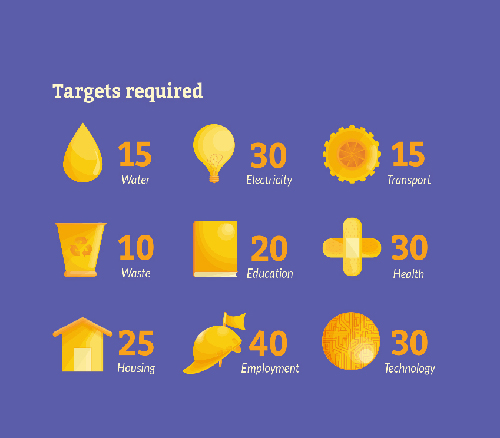 Targets required
15
Water
30
Electricity
15
Transport
10
Waste
20
Education
30
Health
25
Housing
40
Employment
30
Technology